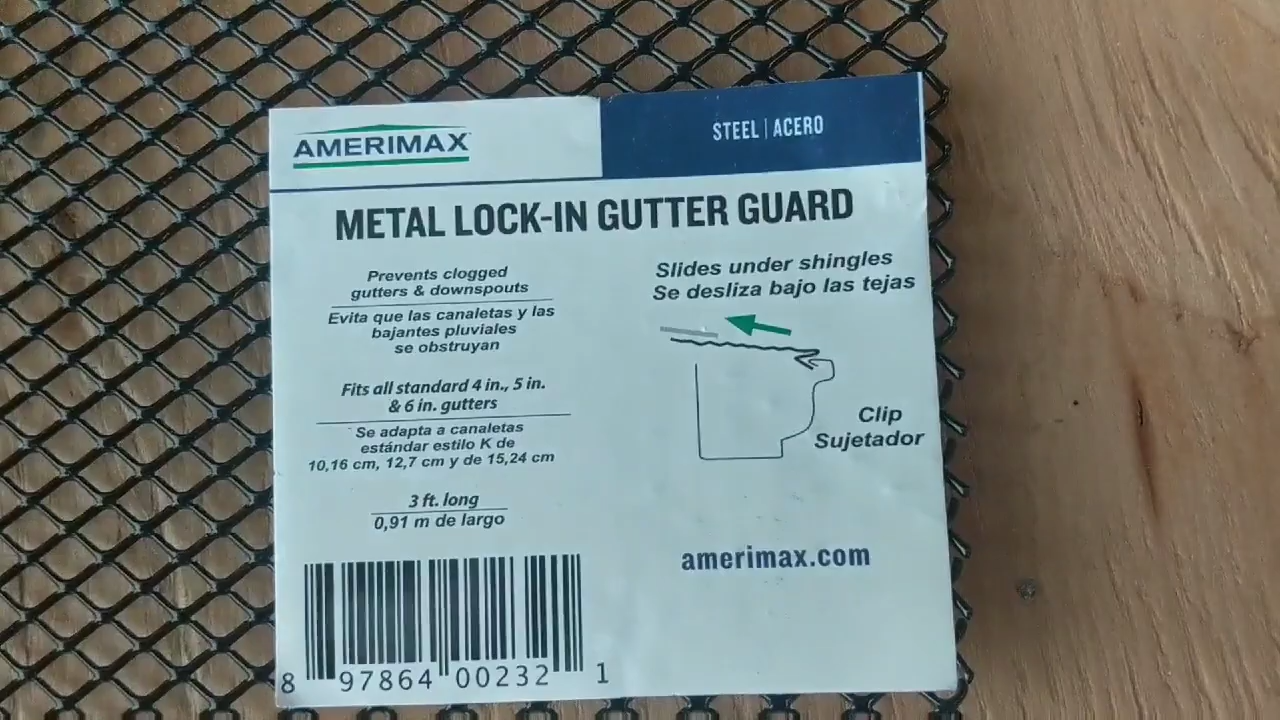 AMERIMAX
STEEL | ACERO
METAL LOCK-IN GUTTER GUARD
Prevents clogged
gutters & downspouts
Evita que las canaletas y las
bajantes pluviales
se obstruyan
Fits all standard 4 in., 5 in.
& 6 in. gutters
Se adapta a canaletas
estándar estilo K de
10,16 cm, 12,7 cm y de 15,24 cm
3 ft. long
0,91 m de largo
Slides under shingles
Se desliza bajo las tejas
Clip
Sujetador
amerimax.com
8 97864 00232 1